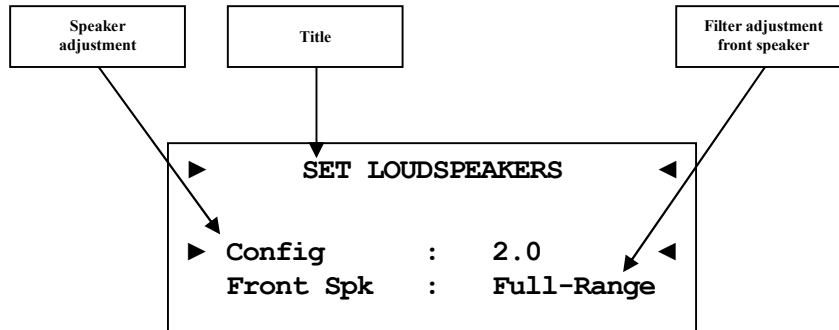 Speaker
adjustment
Title
Filter adjustment
front speaker
► SET LOUDSPEAKERS ◄
► Config : 2.0 ◄
Front Spk : Full-Range